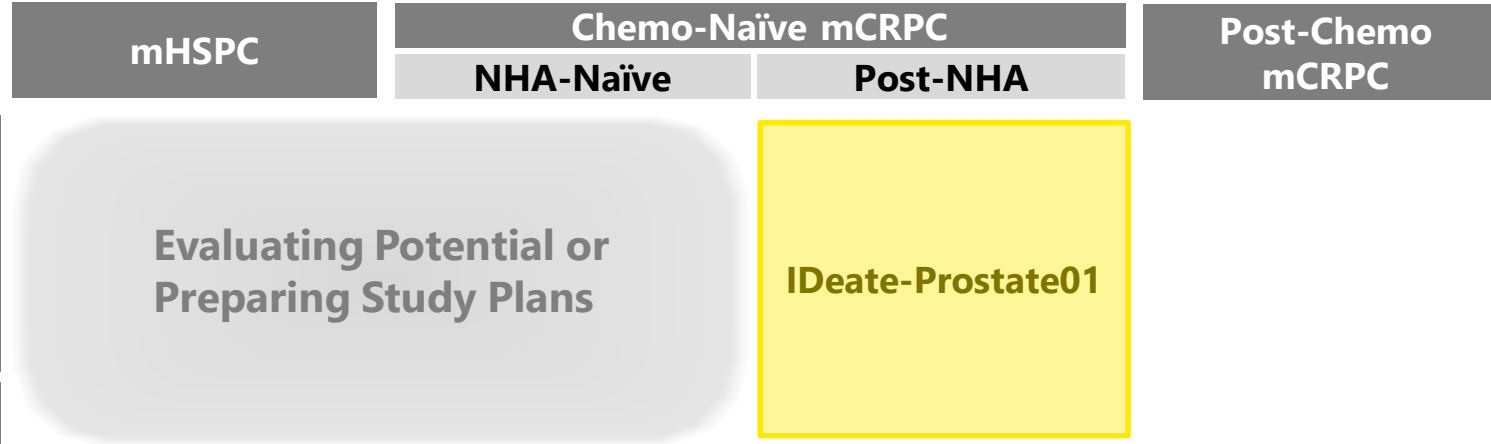 mHSPC
Chemo-Naïve mCRPC
NHA-Naïve
Post-NHA
Post-Chemo
mCRPC
Evaluating Potential or
Preparing Study Plans
IDeate-Prostate01